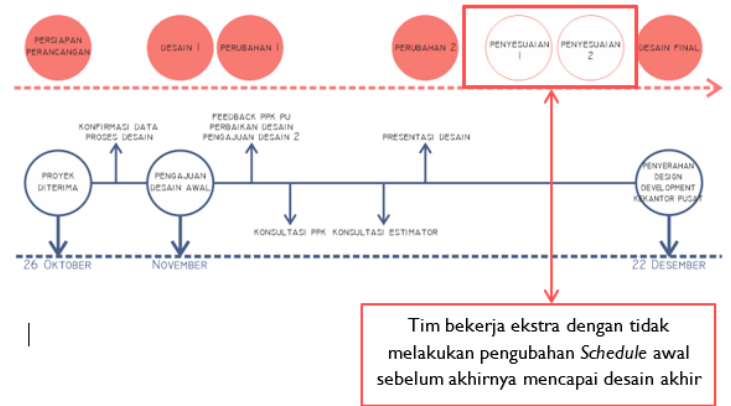 PERSIAPAN
PERANCANGAN
DESAIN 1
PERUBAHAN 1
PERUBAHAN 2
PENYESUAIAN
1
PENYESUAIAN
2
DESAIN FINAL
KONFIRMASI DATA
PROSES DESAIN
FEEDBACK PPK PU
PERBAIKAN DESAIN
PENGAJUAN DESAIN 2
PRESENTASI DESAIN
PROYEK
DITERIMA
PENGAJUAN
DESAIN AWAL
PENYERAHAN
DESIGN
DEVELOPMENT
KEKANTOR PUSAT
KONSULTASI PPK
KONSULTASI ESTIMATOR
26 OKTOBER
NOVEMBER
22 DESEMBER
Tim bekerja ekstra dengan tidak
melakukan pengubahan Schedule awal
sebelum akhirnya mencapai desain akhir